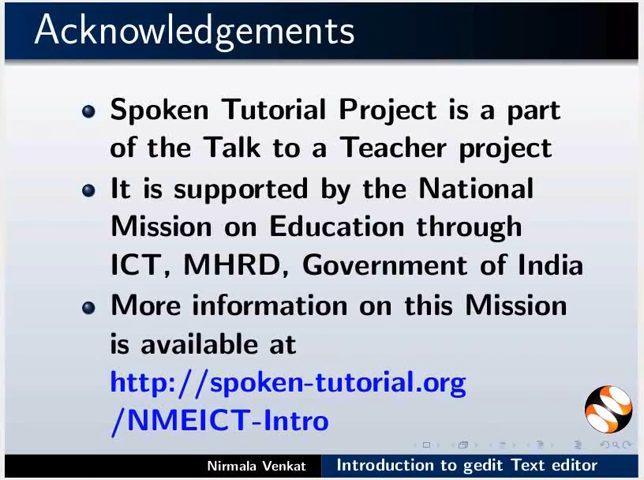 Acknowledgements
Spoken Tutorial Project is a part
of the Talk to a Teacher project
It is supported by the National
Mission on Education through
ICT, MHRD, Government of India
More information on this Mission
is available at
http://spoken-tutorial.org
/NMEICT-Intro
Nirmala Venkat Introduction to gedit Text editor